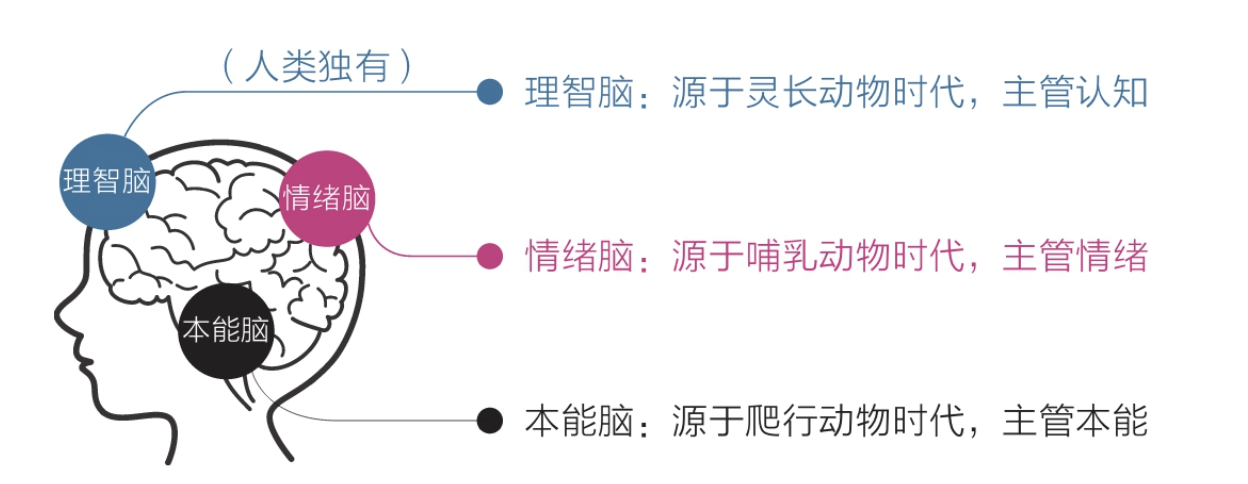 （人类独有）
理智脑：源于灵长动物时代，主管认知
理智脑
情绪脑
情绪脑：源于哺乳动物时代，主管情绪
本能脑
本能脑：源于爬行动物时代，主管本能